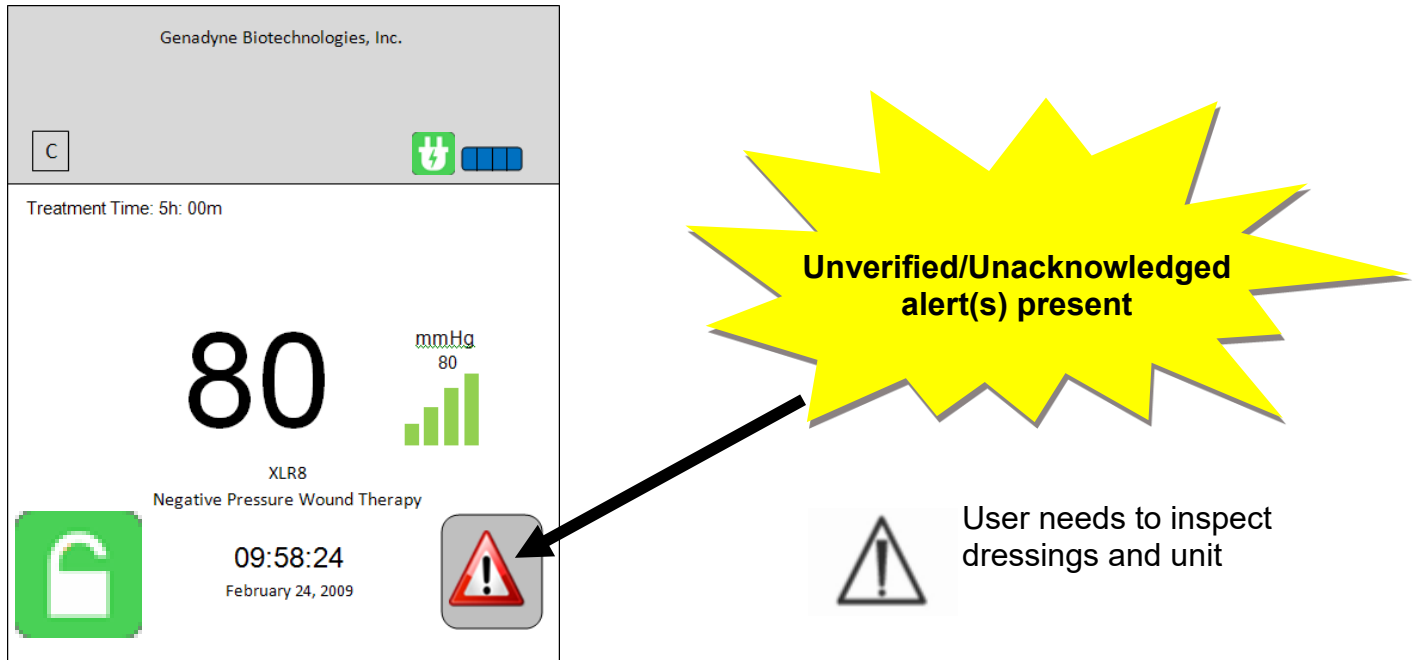 Genadyne Biotechnologies, Inc.
C
Treatment Time: 5h: 00m
80
mmHg
80
XLR8
Negative Pressure Wound Therapy
09:58:24
February 24, 2009
Unverified/Unacknowledged
alert(s) present
User needs to inspect
dressings and unit